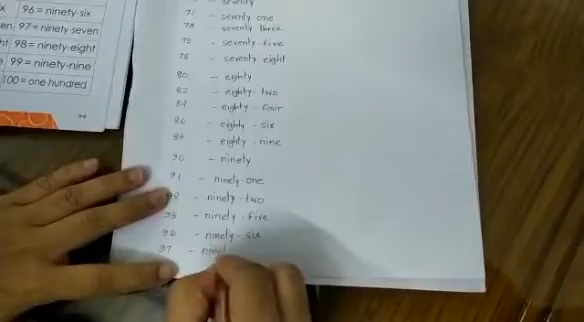 96 = ninety-six
97 = ninety-seven
98 = ninety-eight
99 = ninety-nine
100 = one hundred
seventy
71 - seventy one
73 - seventy three
75 - seventy-five
78 - seventy eight
80 - eighty
82 - eighty-two
84 - eighty-four
86 - eighty-six
89 - eighty-nine
90 - ninety
91 - ninety-one
92 - ninety-two
95 - ninety-five
96 - ninety-six
97 -